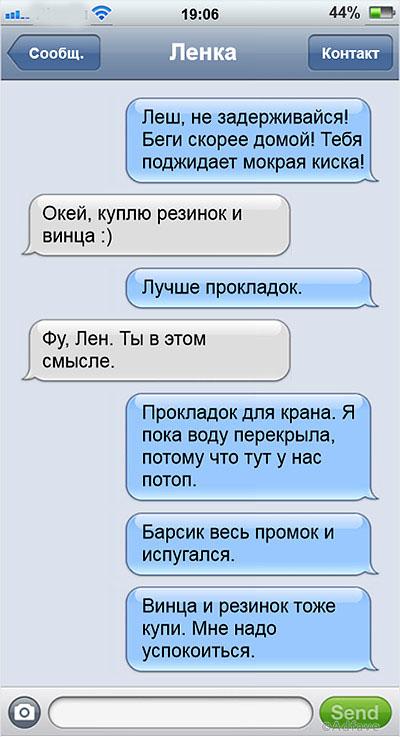 19:06
44%
Сообщ.
Ленка
Контакт
Леш, не задерживайся!
Беги скорее домой! Тебя
поджидает мокрая киска!
Окей, куплю резинок и
винца :)
Лучше прокладок.
Фу, Лен. Ты в этом
смысле.
Прокладок для крана. Я
пока воду перекрыла,
потому что тут у нас
потоп.
Барсик весь промок и
испугался.
Винца и резинок тоже
купи. Мне надо
успокоиться.
Send
©Adfave